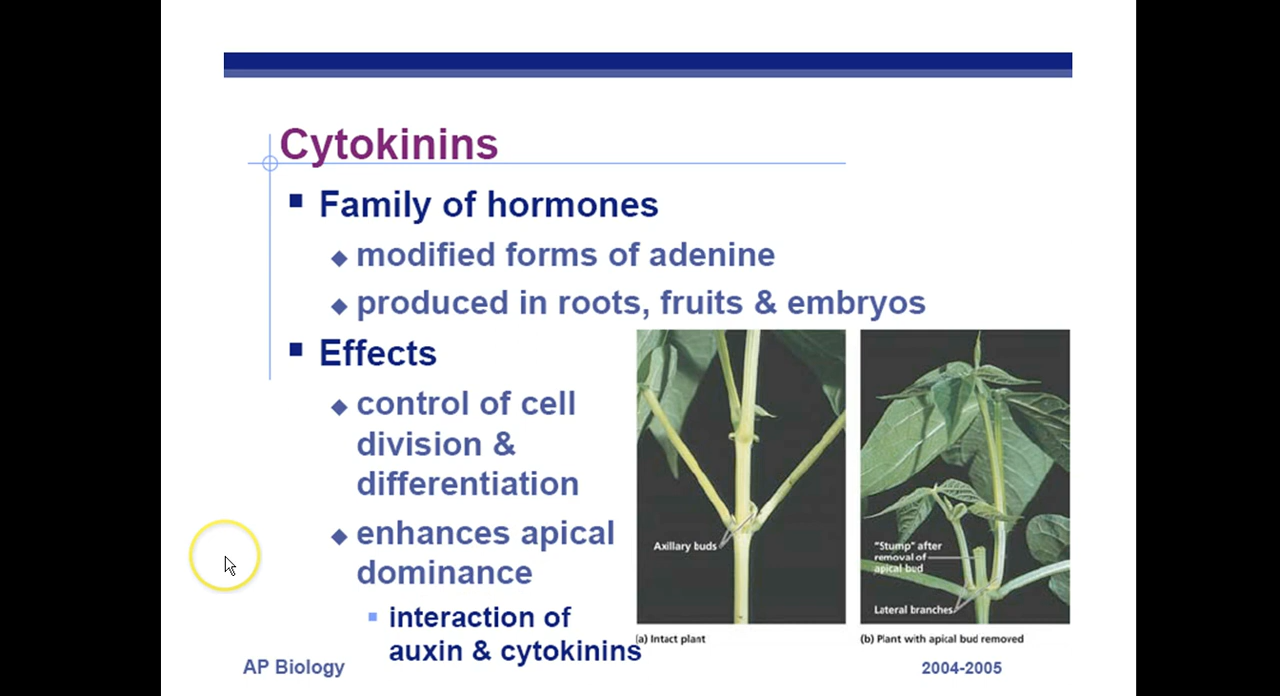 Cytokinins
Family of hormones
modified forms of adenine
produced in roots, fruits & embryos
Effects
control of cell
division &
differentiation
enhances apical
dominance
interaction of
auxin & cytokinins
Axillary buds
(a) Intact plant
"Stump" after
removal of
apical bud
Lateral branches
(b) Plant with apical bud removed
AP Biology
2004-2005